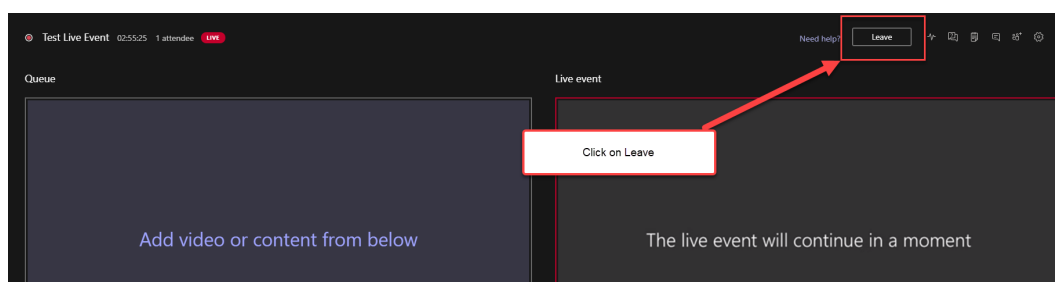 Test Live Event 02:55:25 1 attendee LIVE Need help? Leave
Queue
Live event
Click on Leave
Add video or content from below
The live event will continue in a moment